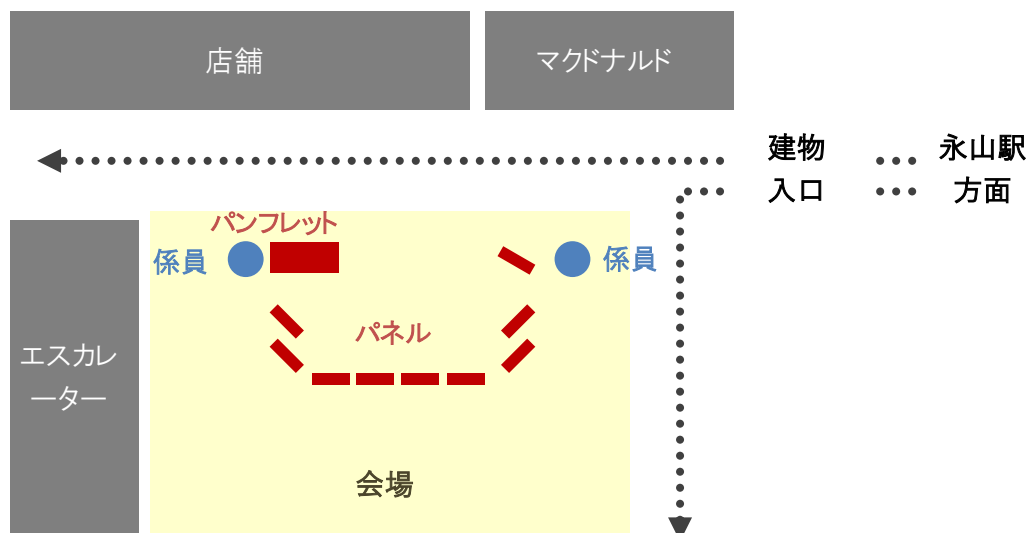 店舗
マクドナルド
建物
入口
永山駅
方面
パンフレット
係員
係員
パネル
エスカレ
ーター
会場